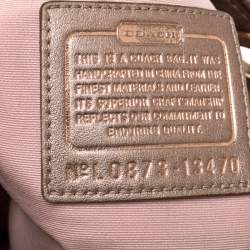 COACH
THIS IS A COACH BAG. IT WAS
HANDCRAFTED IN CHINA FROM THE
FINEST MATERIALS AND LEATHER.
ITS SUPERIOR CRAFTSMANSHIP
REFLECTS OUR COMMITMENT TO
ENDURING QUALITY.
No L0873-13470